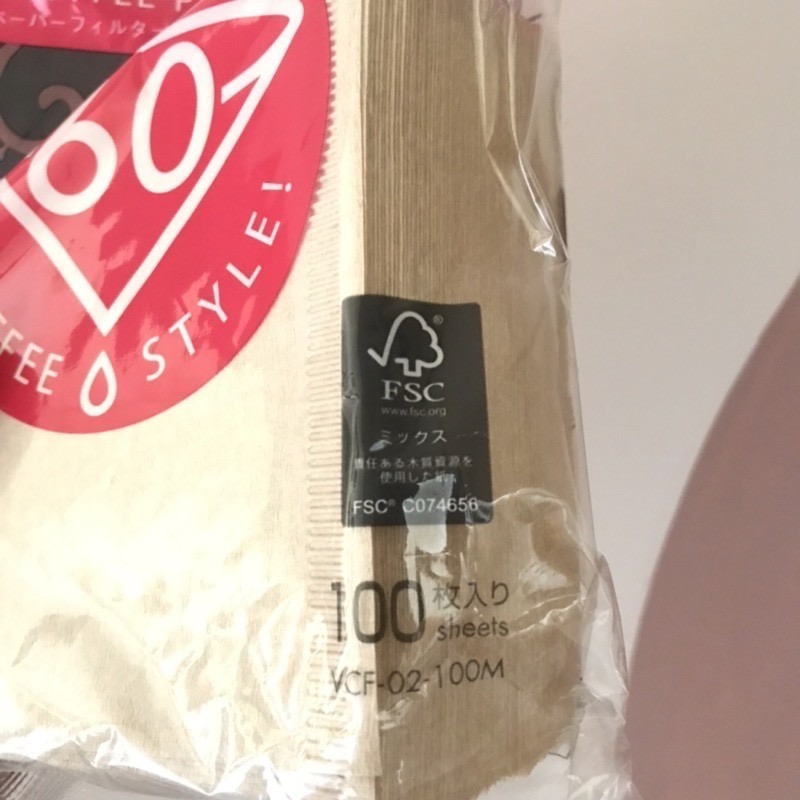 ペーパーフィルター
COFFEE STYLE!
FSC®
www.fsc.org
ミックス
責任ある木質資源を
使用した紙
FSC® C074656
100 枚入り
sheets
VCF-02-100M